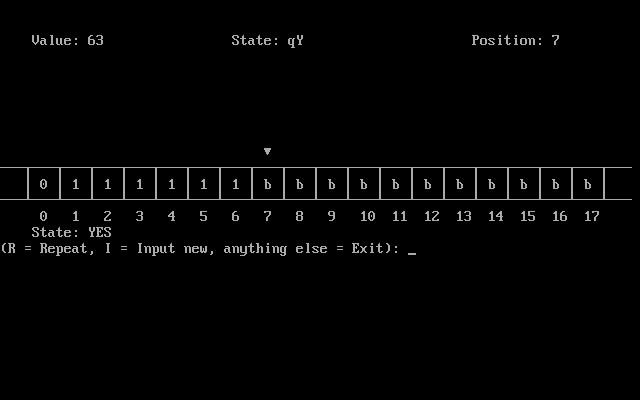 Value: 63 State: qY Position: 7
0 1 1 1 1 1 1 b b b b b b b b b b b
0 1 2 3 4 5 6 7 8 9 10 11 12 13 14 15 16 17
State: YES
(R = Repeat, I = Input new, anything else = Exit): _